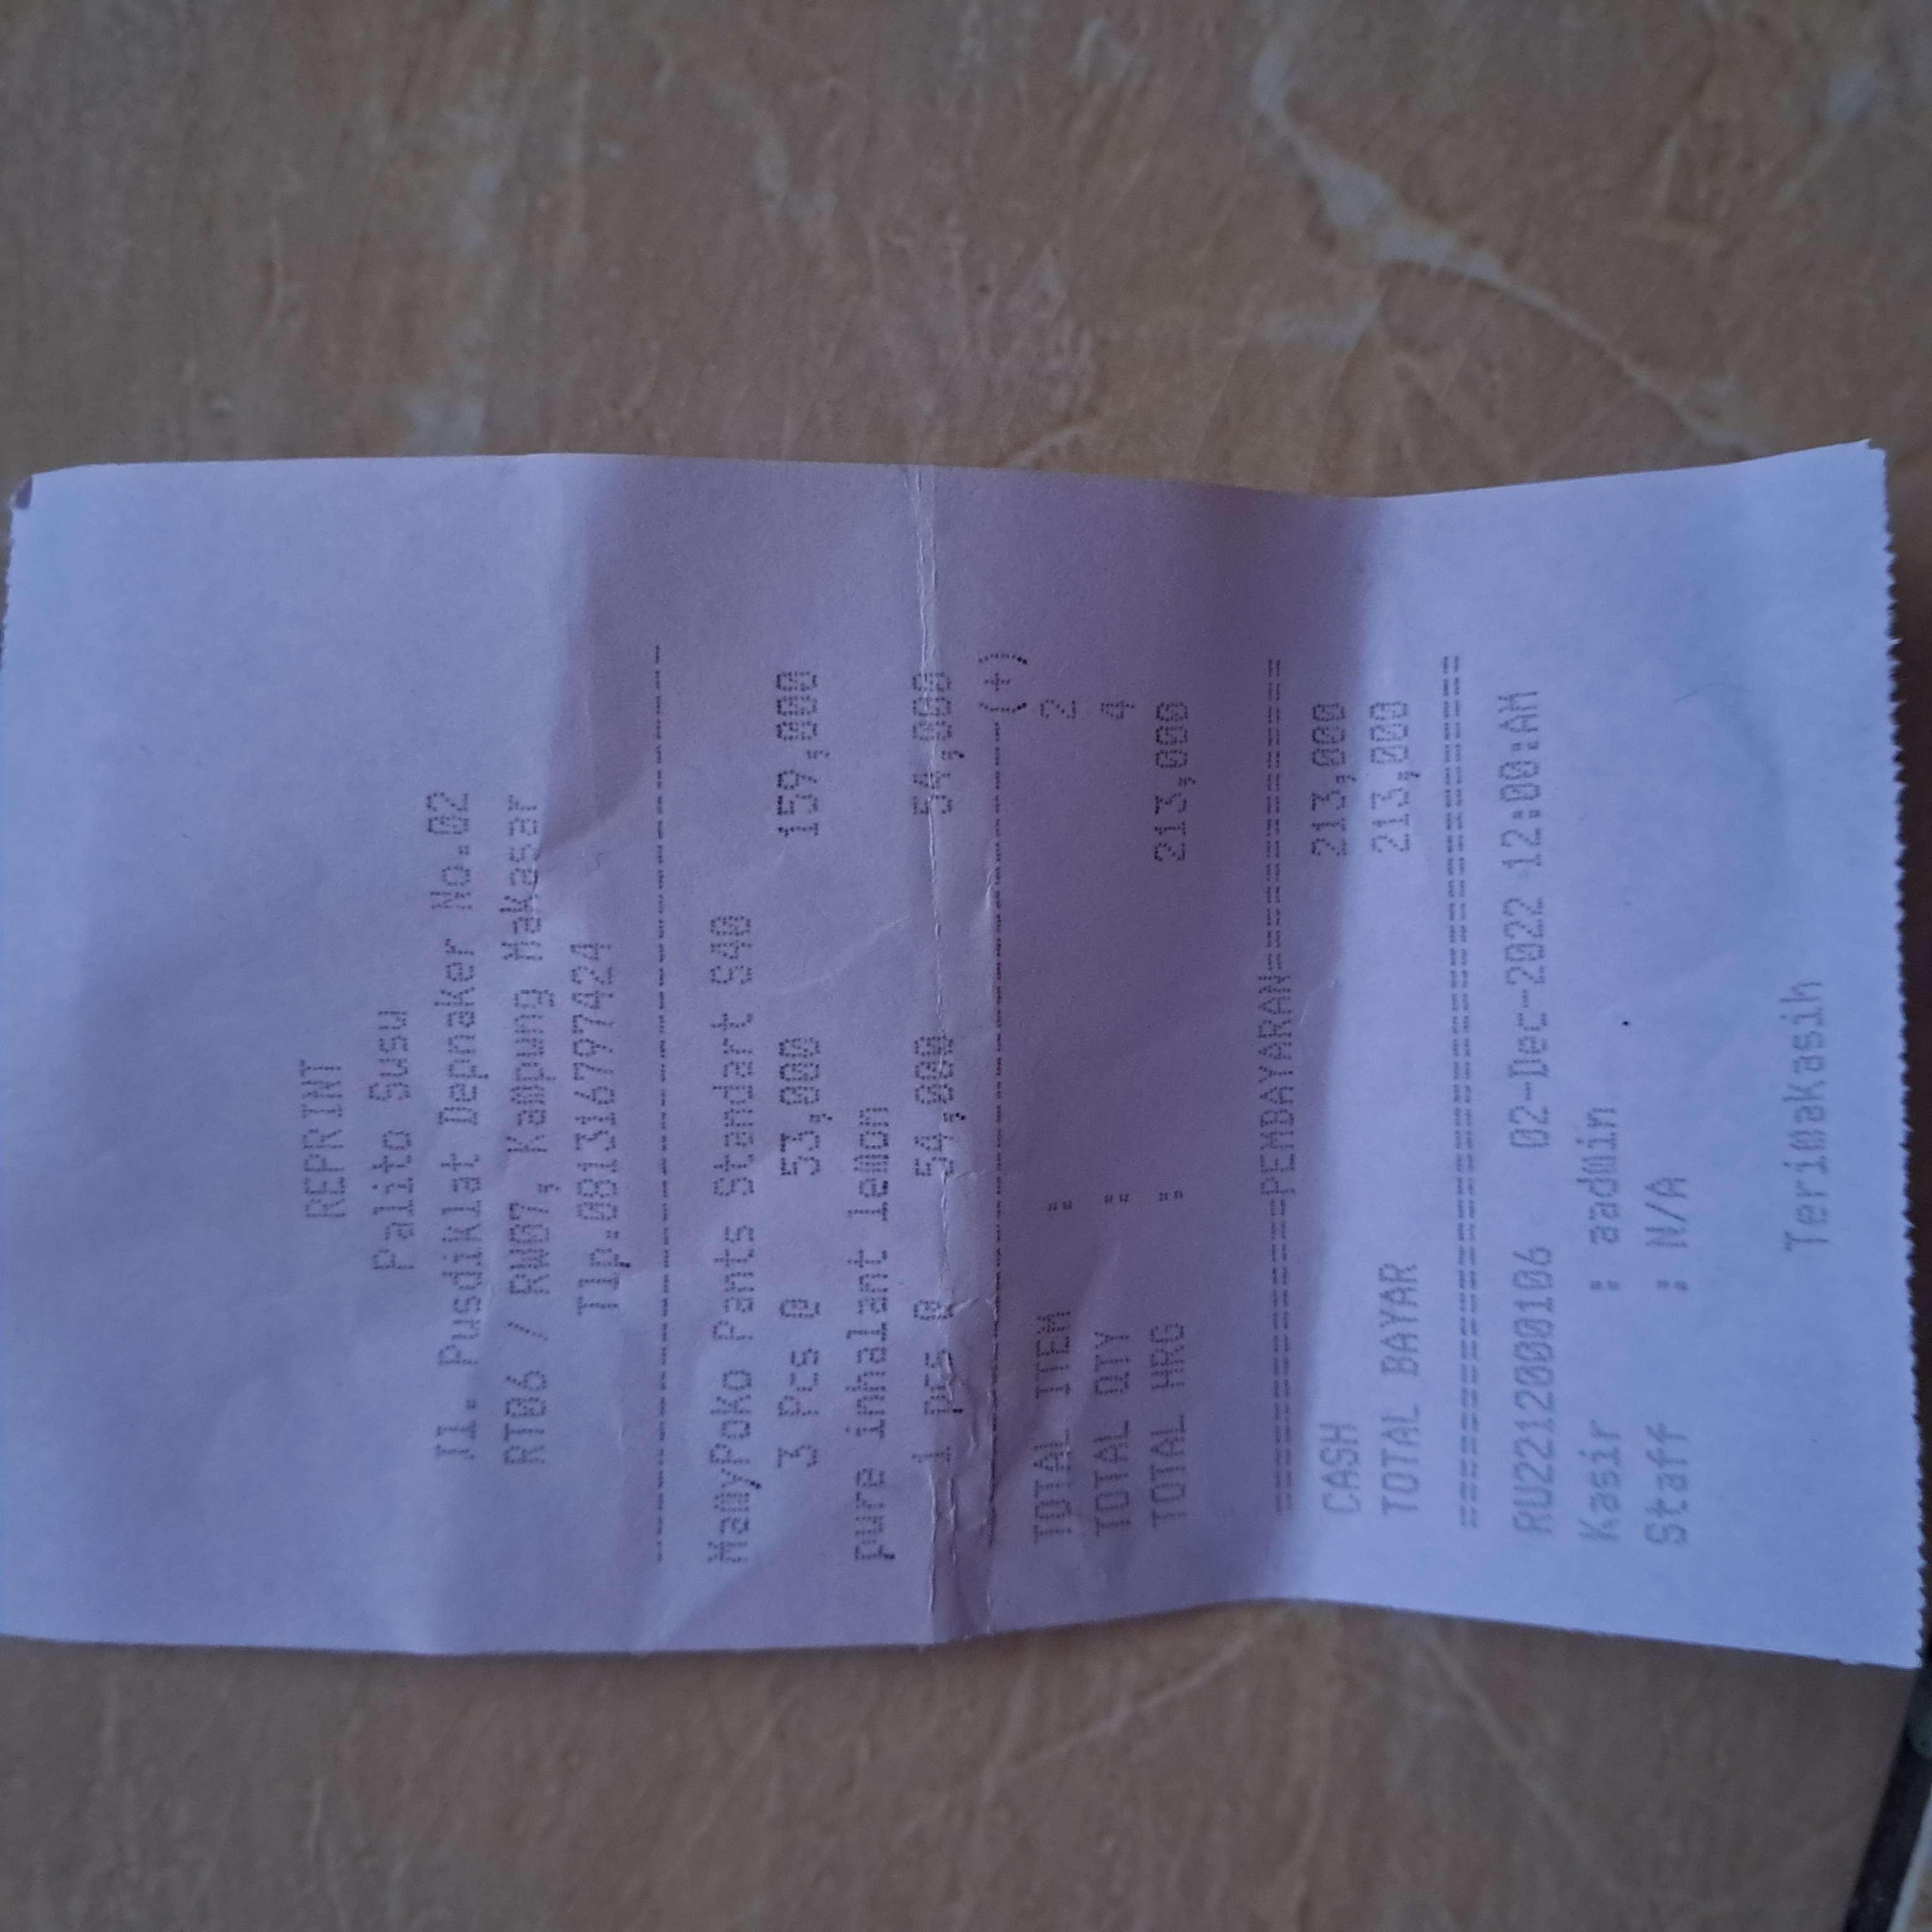 REPRINT
Palito Susu
Jl. Pusdiklat Depnaker No.02
RT06 / RW07, Kampung Makasar
Tlp.081316797424
--------------------------------
MamyPoko Pants Standart S40
3 Pcs @ 53,000 159,000
pure inhalant lemon
1 pcs @ 54,000 54,000
--------------------------------(+)
TOTAL ITEM : 2
TOTAL QTY : 4
TOTAL HRG : 213,000
===========PEMBAYARAN===========
CASH 213,000
TOTAL BAYAR 213,000
================================
RU2212000106 02-Dec-2022 12:00:AM
Kasir : aadmin
Staff : N/A
Terimakasih